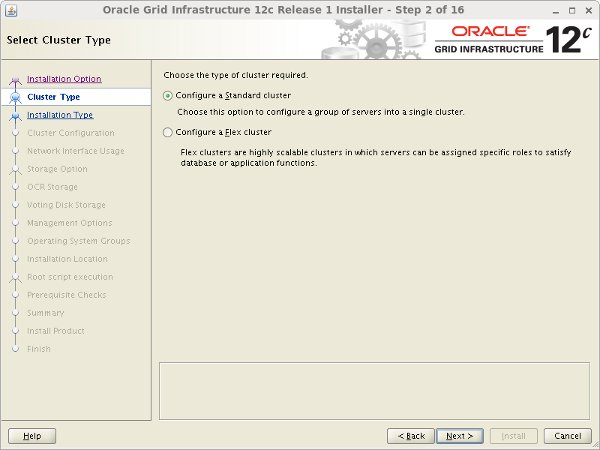 Oracle Grid Infrastructure 12c Release 1 Installer - Step 2 of 16
Select Cluster Type
ORACLE
GRID INFRASTRUCTURE
12c
Installation Option
Cluster Type
Installation Type
Cluster Configuration
Network Interface Usage
Storage Option
OCR Storage
Voting Disk Storage
Management Options
Operating System Groups
Installation Location
Root script execution
Prerequisite Checks
Summary
Install Product
Finish
Choose the type of cluster required.
Configure a Standard cluster
Choose this option to configure a group of servers into a single cluster.
Configure a Flex cluster
Flex clusters are highly scalable clusters in which servers can be assigned specific roles to satisfy
database or application functions.
Help
< Back
Next >
Install
Cancel